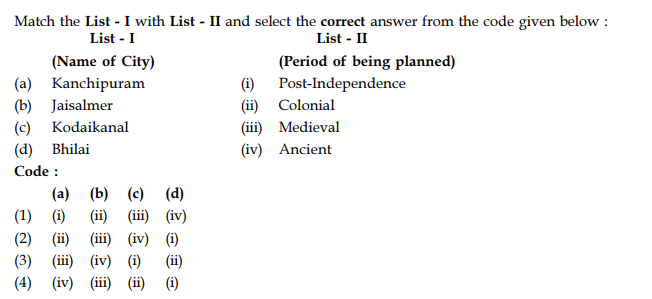 Match the List - I with List - II and select the correct answer from the code given below :
List - I List - II
(Name of City) (Period of being planned)
(a) Kanchipuram (i) Post-Independence
(b) Jaisalmer (ii) Colonial
(c) Kodaikanal (iii) Medieval
(d) Bhilai (iv) Ancient
Code :
(a) (b) (c) (d)
(1) (i) (ii) (iii) (iv)
(2) (ii) (iii) (iv) (i)
(3) (iii) (iv) (i) (ii)
(4) (iv) (iii) (ii) (i)